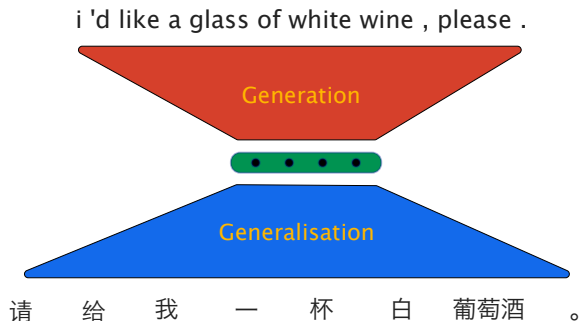 i 'd like a glass of white wine , please .
Generation
Generalisation
请 给 我 一 杯 白 葡萄酒 。